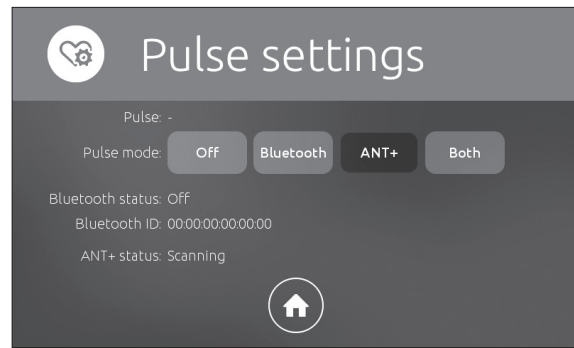 Pulse settings
Pulse: -
Pulse mode: Off Bluetooth ANT+ Both
Bluetooth status: Off
Bluetooth ID: 00:00:00:00:00:00
ANT+ status: Scanning